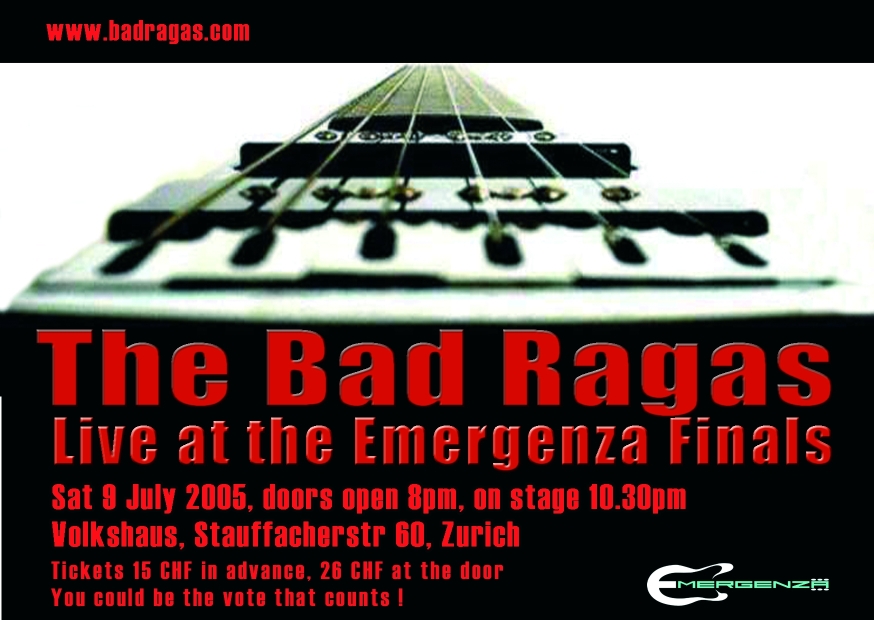 www.badragas.com
The Bad Ragas
Live at the Emergenza Finals
Sat 9 July 2005, doors open 8pm, on stage 10.30pm
Volkshaus, Stauffacherstr 60, Zurich
Tickets 15 CHF in advance, 26 CHF at the door
You could be the vote that counts !
EMERGENZA